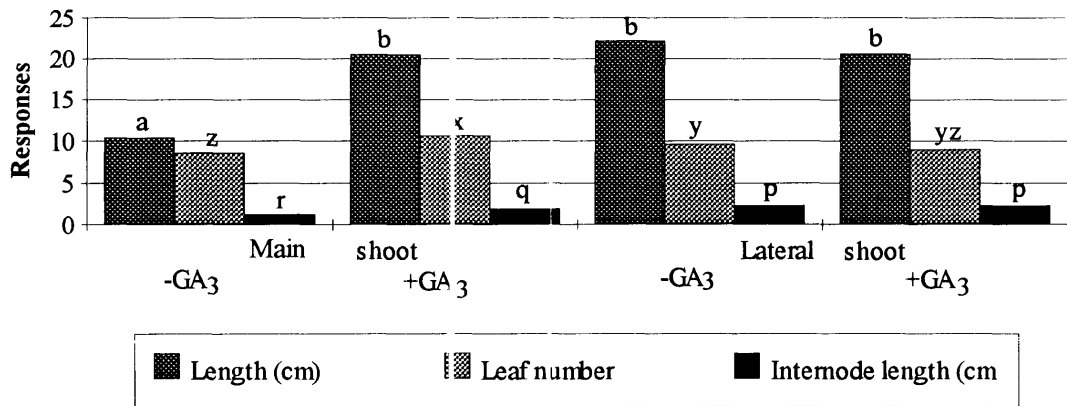 25
20
15
10
5
0
Responses
a
z
r
b
x
q
b
y
p
b
yz
p
Main shoot Lateral shoot
-GA3 +GA3 -GA3 +GA3
Length (cm) Leaf number Internode length (cm